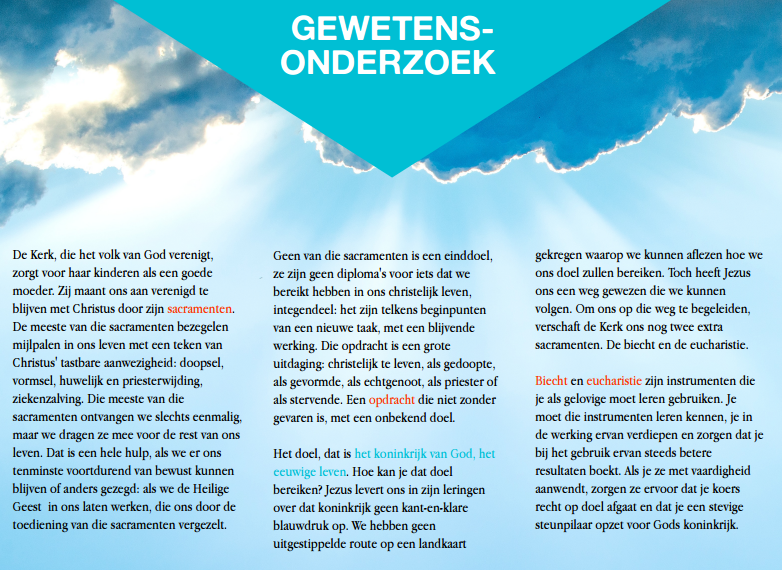 GEWETENS-
ONDERZOEK
De Kerk, die het volk van God verenigt,
zorgt voor haar kinderen als een goede
moeder. Zij maant ons aan verenigd te
blijven met Christus door zijn sacramenten.
De meeste van die sacramenten bezegelen
mijlpalen in ons leven met een teken van
Christus' tastbare aanwezigheid: doopsel,
vormsel, huwelijk en priesterwijding,
ziekenzalving. Die meeste van die
sacramenten ontvangen we slechts eenmalig,
maar we dragen ze mee voor de rest van ons
leven. Dat is een hele hulp, als we er ons
tenminste voortdurend van bewust kunnen
blijven of anders gezegd: als we de Heilige
Geest in ons laten werken, die ons door de
toediening van die sacramenten vergezelt.
Geen van die sacramenten is een einddoel,
ze zijn geen diploma's voor iets dat we
bereikt hebben in ons christelijk leven,
integendeel: het zijn telkens beginpunten
van een nieuwe taak, met een blijvende
werking. Die opdracht is een grote
uitdaging: christelijk te leven, als gedoopte,
als gevormde, als echtgenoot, als priester of
als stervende. Een opdracht die niet zonder
gevaren is, met een onbekend doel.
Het doel, dat is het koninkrijk van God, het
eeuwige leven. Hoe kan je dat doel
bereiken? Jezus levert ons in zijn leringen
over dat koninkrijk geen kant-en-klare
blauwdruk op. We hebben geen
uitgestippelde route op een landkaart
gekregen waarop we kunnen aflezen hoe we
ons doel zullen bereiken. Toch heeft Jezus
ons een weg gewezen die we kunnen
volgen. Om ons op die weg te begeleiden,
verschaft de Kerk ons nog twee extra
sacramenten. De biecht en de eucharistie.
Biecht en eucharistie zijn instrumenten die
je als gelovige moet leren gebruiken. Je
moet die instrumenten leren kennen, je in
de werking ervan verdiepen en zorgen dat je
bij het gebruik ervan steeds betere
resultaten boekt. Als je ze met vaardigheid
aanwendt, zorgen ze ervoor dat je koers
recht op doel afgaat en dat je een stevige
steunpilaar opzet voor Gods koninkrijk.